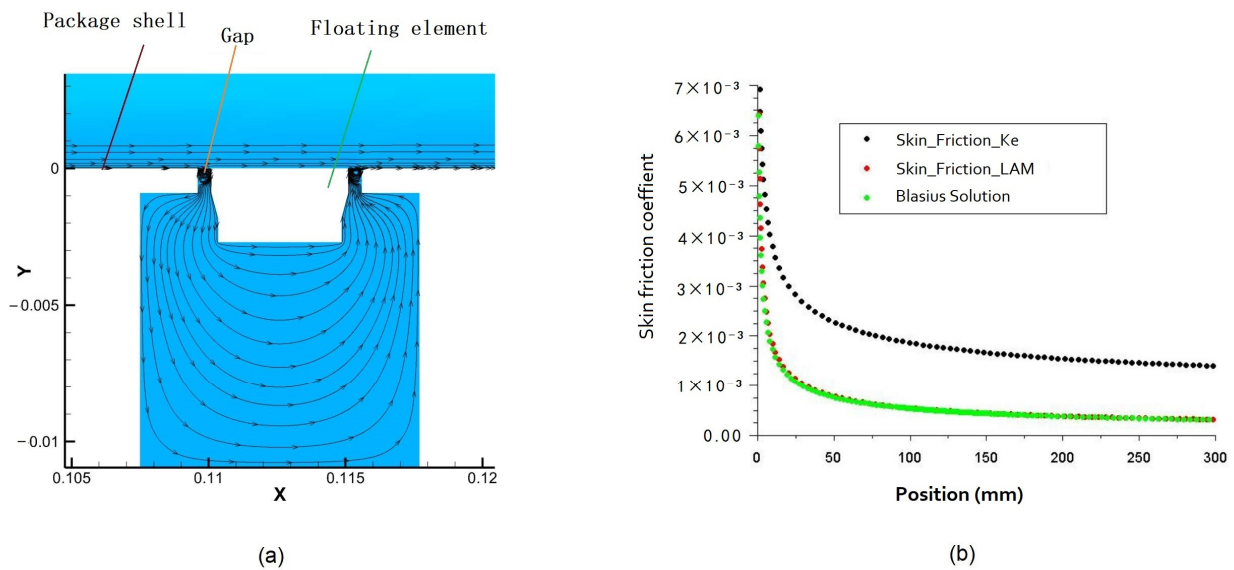 Package shell
Gap
Floating element
0
−0.005
−0.01
Y
0.105
0.11
0.115
0.12
X
(a)
7×10⁻³
6×10⁻³
5×10⁻³
4×10⁻³
3×10⁻³
2×10⁻³
1×10⁻³
0.00
Skin friction coeffient
Skin_Friction_Ke
Skin_Friction_LAM
Blasius Solution
0
50
100
150
200
250
300
Position (mm)
(b)